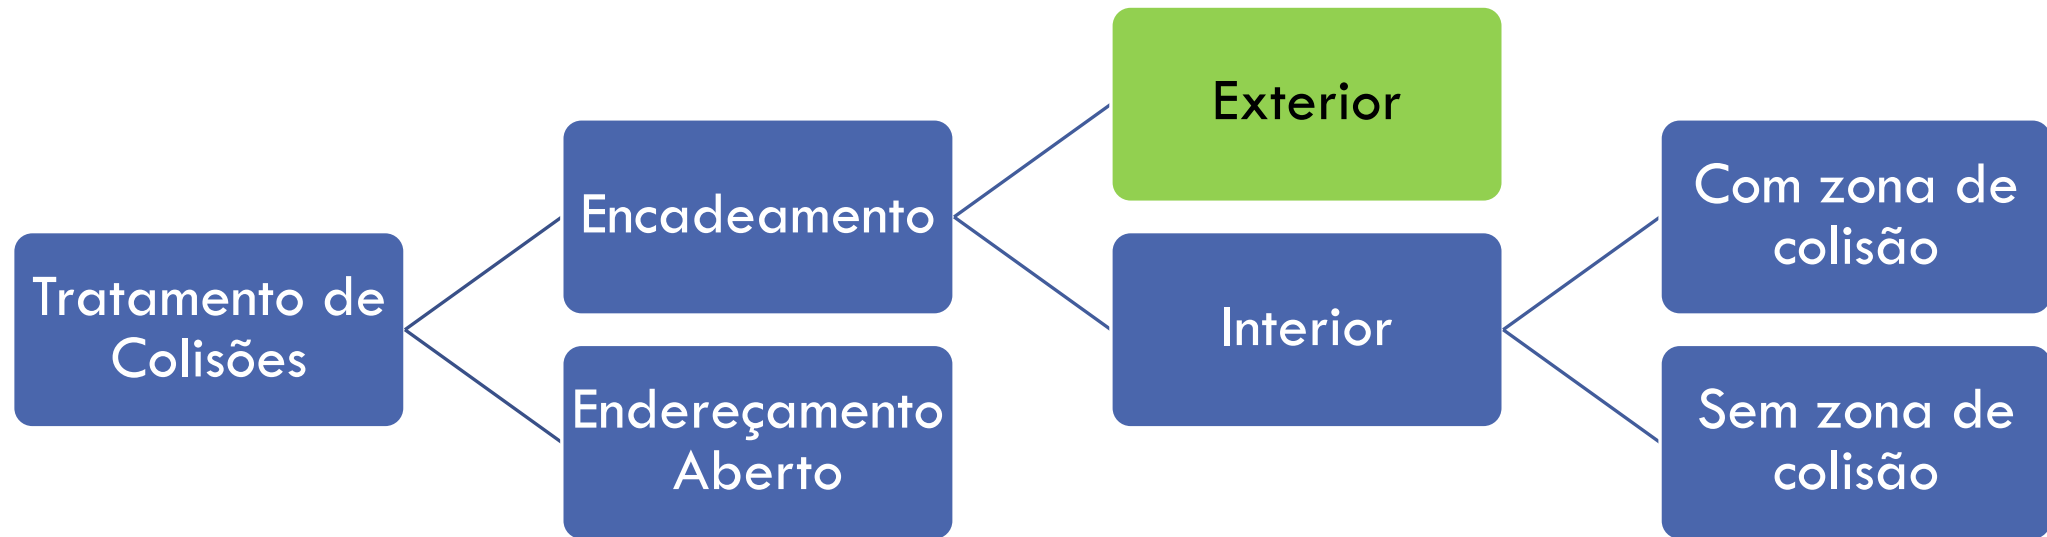 Tratamento de
Colisões
Encadeamento
Endereçamento
Aberto
Exterior
Interior
Com zona de
colisão
Sem zona de
colisão